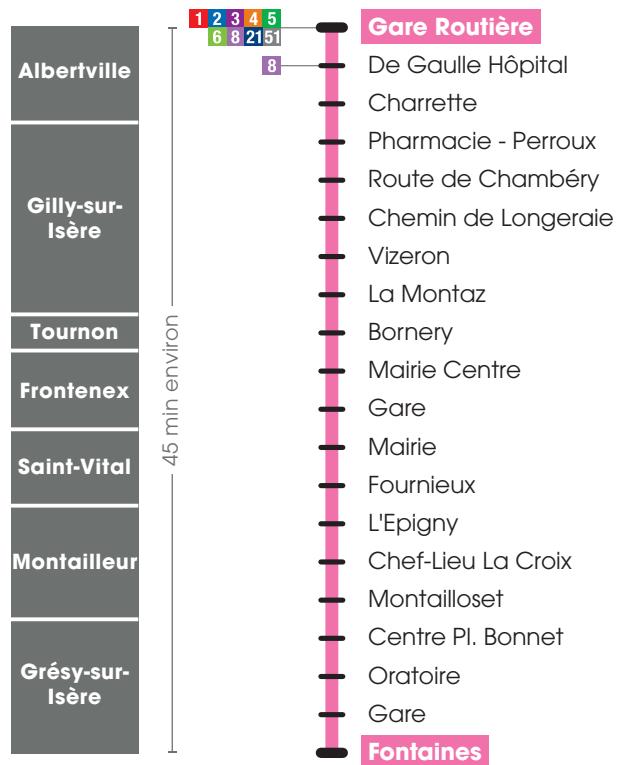 1 2 3 4 5
6 8 21 51
8
Albertville
Gilly-sur-
Isère
Tournon
Frontenex
Saint-Vital
Montailleur
Grésy-sur-
Isère
45 min environ
Gare Routière
De Gaulle Hôpital
Charrette
Pharmacie - Perroux
Route de Chambéry
Chemin de Longeraie
Vizeron
La Montaz
Bornery
Mairie Centre
Gare
Mairie
Fournieux
L'Epigny
Chef-Lieu La Croix
Montailloset
Centre Pl. Bonnet
Oratoire
Gare
Fontaines